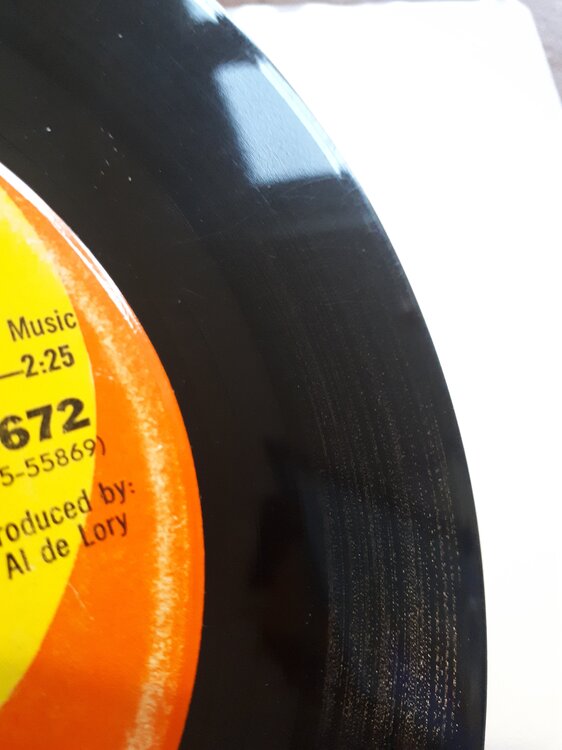 Music
—2:25
672
5-55869)
roduced by:
Al de Lory